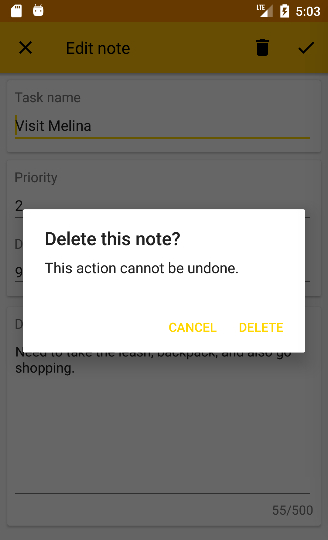 LTE 5:03
Edit note
Task name
Visit Melina
Priority
2
Delete this note?
This action cannot be undone.
CANCEL DELETE
Need to take the leash, backpack, and also go
shopping.
55/500